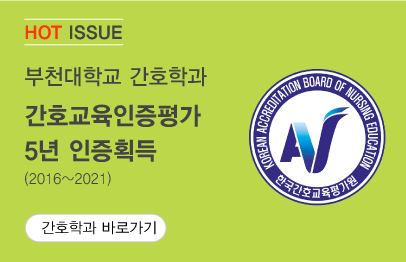 HOT ISSUE
부천대학교 간호학과
간호교육인증평가
5년 인증획득
(2016~2021)
간호학과 바로가기
KOREAN ACCREDITATION BOARD OF NURSING EDUCATION
한국간호교육평가원